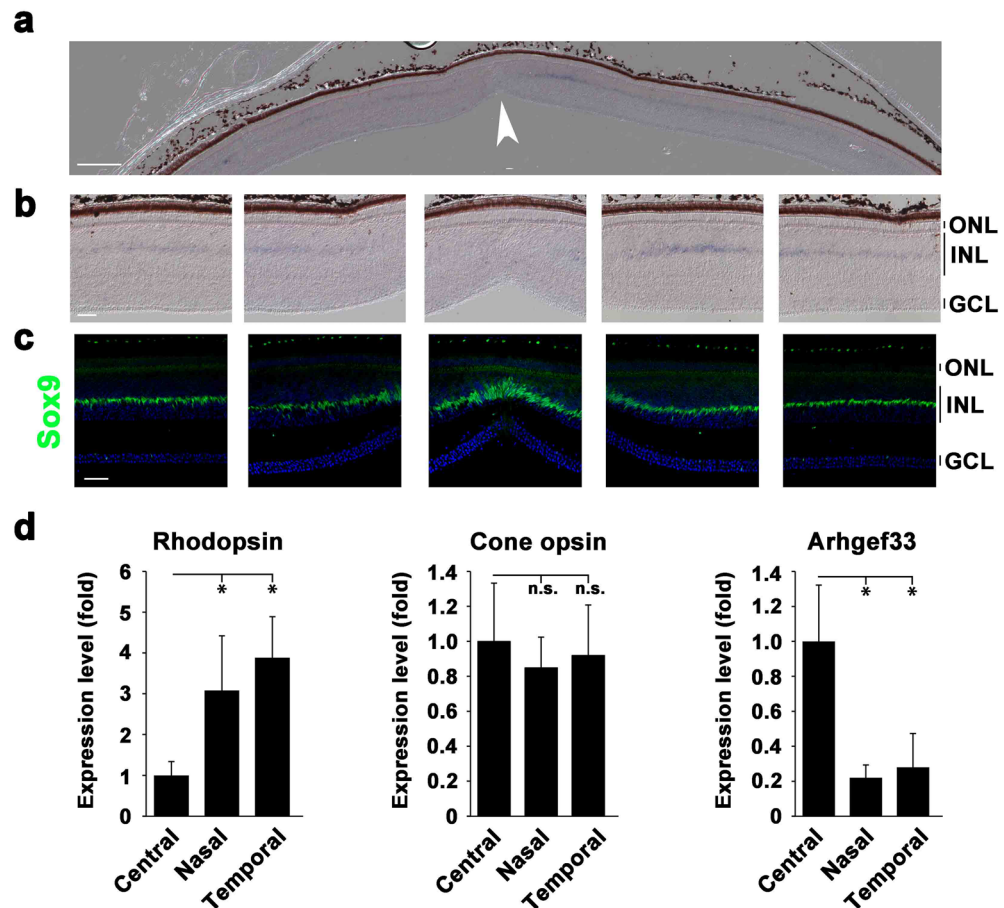 a
b
ONL
INL
GCL
c
Sox9
ONL
INL
GCL
d
Rhodopsin
Expression level (fold)
6
5
4
3
2
1
0
* *
Central
Nasal
Temporal
Cone opsin
Expression level (fold)
1.4
1.2
1.0
0.8
0.6
0.4
0.2
0
n.s. n.s.
Central
Nasal
Temporal
Arhgef33
Expression level (fold)
1.4
1.2
1.0
0.8
0.6
0.4
0.2
0
* *
Central
Nasal
Temporal